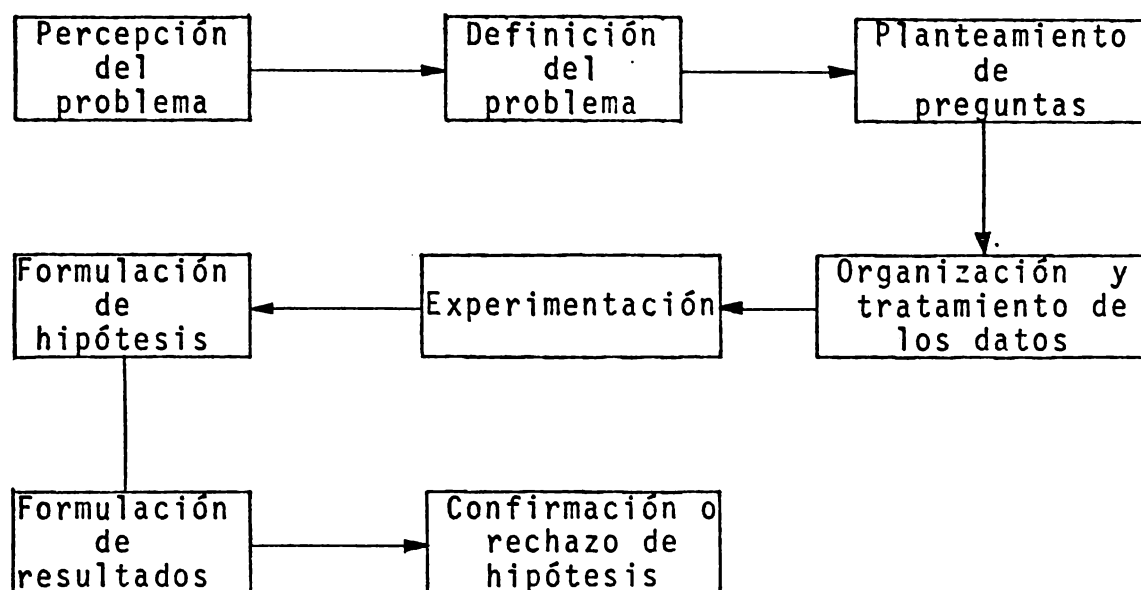 Percepción
del
problema
Definición
del
problema
Planteamiento
de
preguntas
Formulación
de
hipótesis
Experimentación
Organización y
tratamiento de
los datos
Formulación
de
resultados
Confirmación o
rechazo de
hipótesis